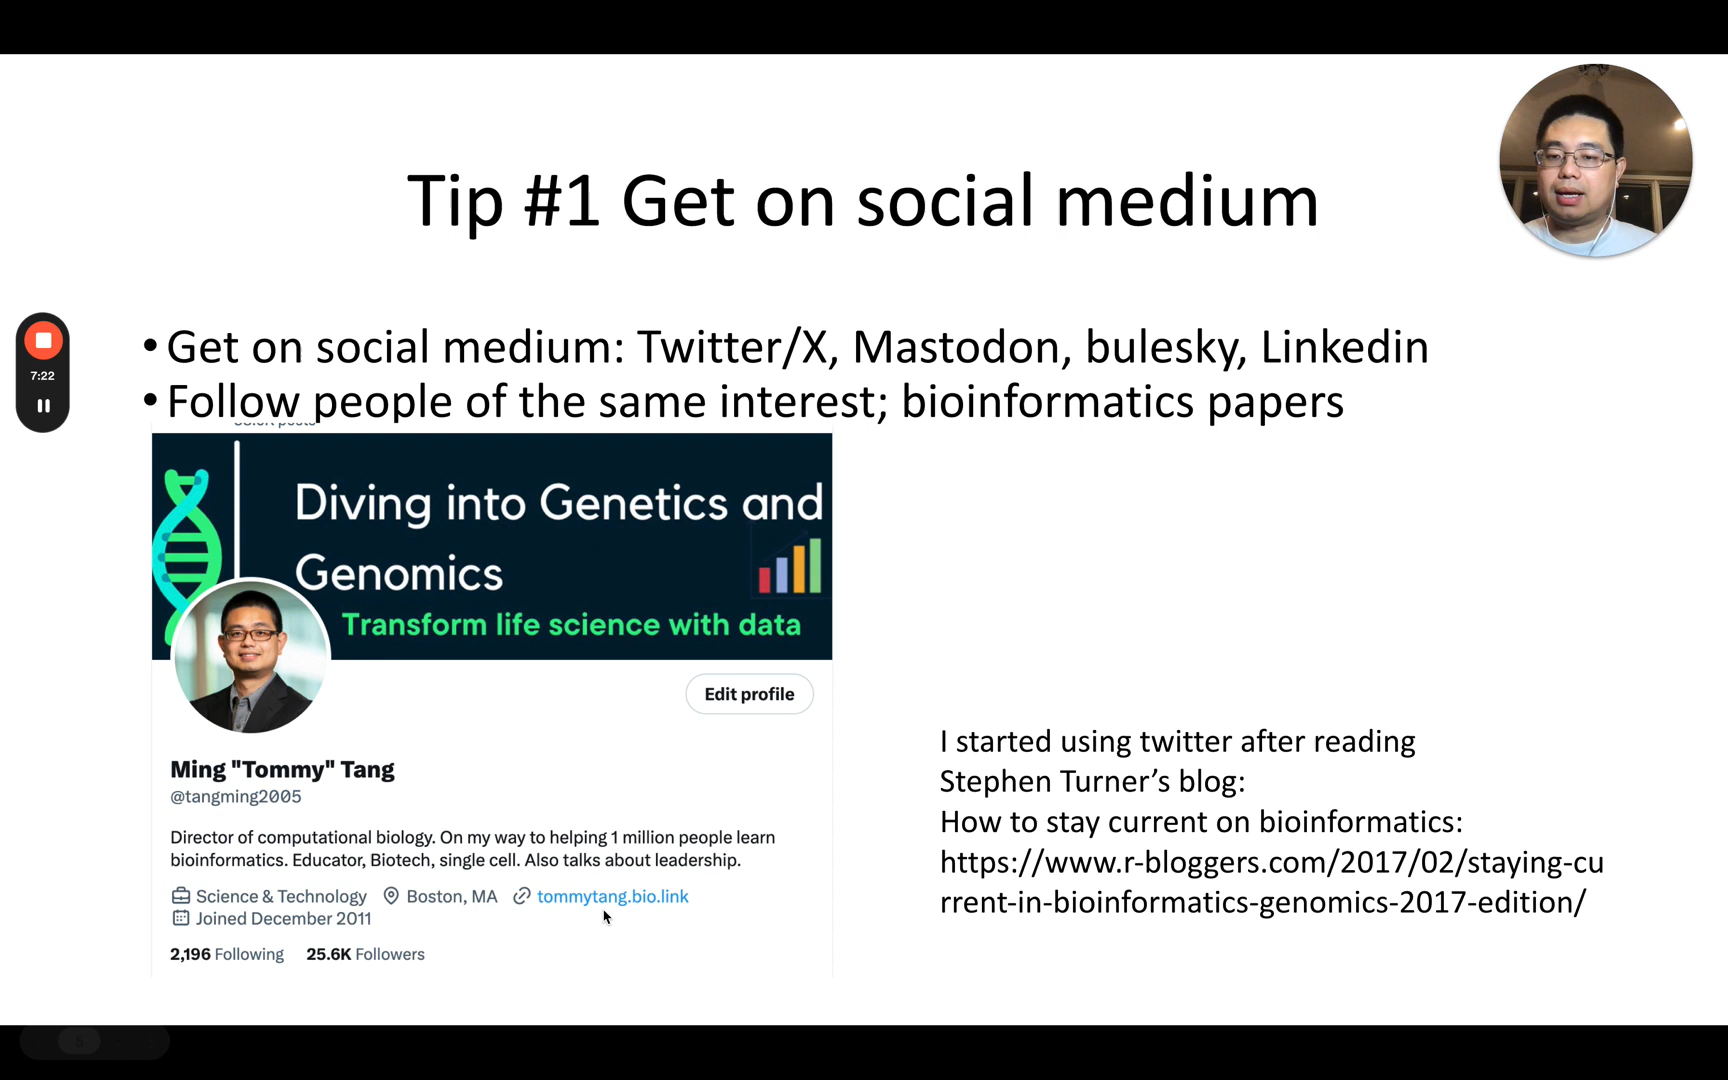 Tip #1 Get on social medium
• Get on social medium: Twitter/X, Mastodon, bulesky, Linkedin
• Follow people of the same interest; bioinformatics papers
7:22
posts
Diving into Genetics and
Genomics
Transform life science with data
Edit profile
Ming "Tommy" Tang
@tangming2005
Director of computational biology. On my way to helping 1 million people learn
bioinformatics. Educator, Biotech, single cell. Also talks about leadership.
Science & Technology Boston, MA tommytang.bio.link
Joined December 2011
2,196 Following 25.6K Followers
I started using twitter after reading
Stephen Turner’s blog:
How to stay current on bioinformatics:
https://www.r-bloggers.com/2017/02/staying-cu
rrent-in-bioinformatics-genomics-2017-edition/